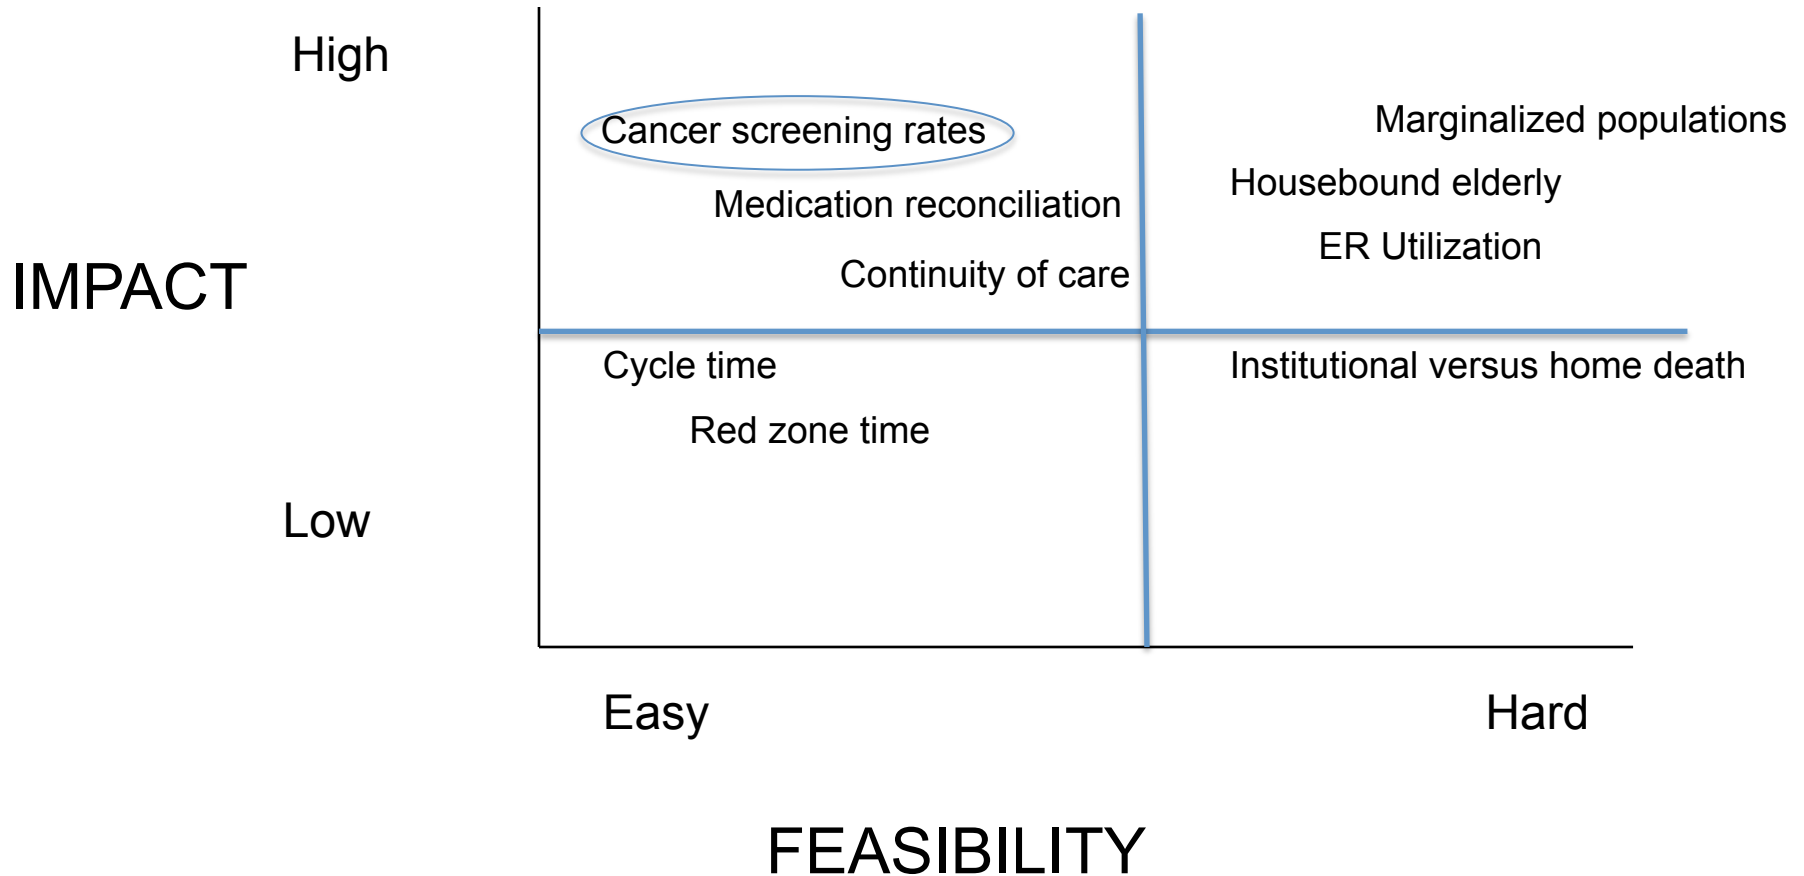 High
Cancer screening rates
Marginalized populations
Medication reconciliation
Housebound elderly
ER Utilization
Continuity of care
IMPACT
Cycle time
Institutional versus home death
Red zone time
Low
Easy
Hard
FEASIBILITY